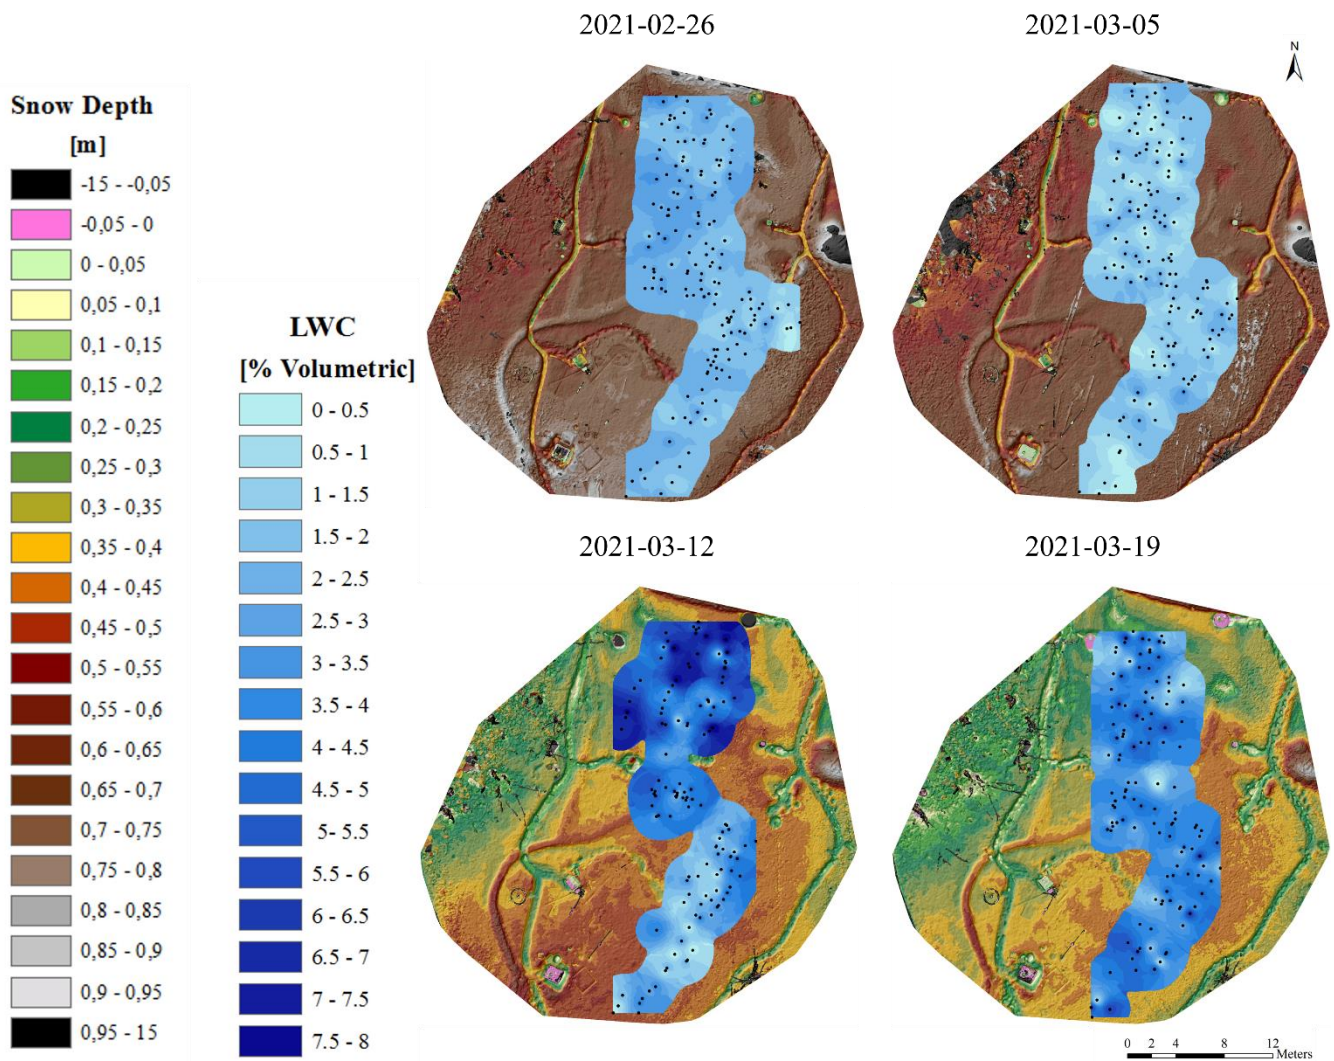 2021-02-26
2021-03-05
N
Snow Depth
[m]
-15 - -0,05
-0,05 - 0
0 - 0,05
0,05 - 0,1
0,1 - 0,15
0,15 - 0,2
0,2 - 0,25
0,25 - 0,3
0,3 - 0,35
0,35 - 0,4
0,4 - 0,45
0,45 - 0,5
0,5 - 0,55
0,55 - 0,6
0,6 - 0,65
0,65 - 0,7
0,7 - 0,75
0,75 - 0,8
0,8 - 0,85
0,85 - 0,9
0,9 - 0,95
0,95 - 15
LWC
[% Volumetric]
0 - 0.5
0.5 - 1
1 - 1.5
1.5 - 2
2 - 2.5
2.5 - 3
3 - 3.5
3.5 - 4
4 - 4.5
4.5 - 5
5- 5.5
5.5 - 6
6 - 6.5
6.5 - 7
7 - 7.5
7.5 - 8
2021-03-12
2021-03-19
0 2 4 8 12
Meters